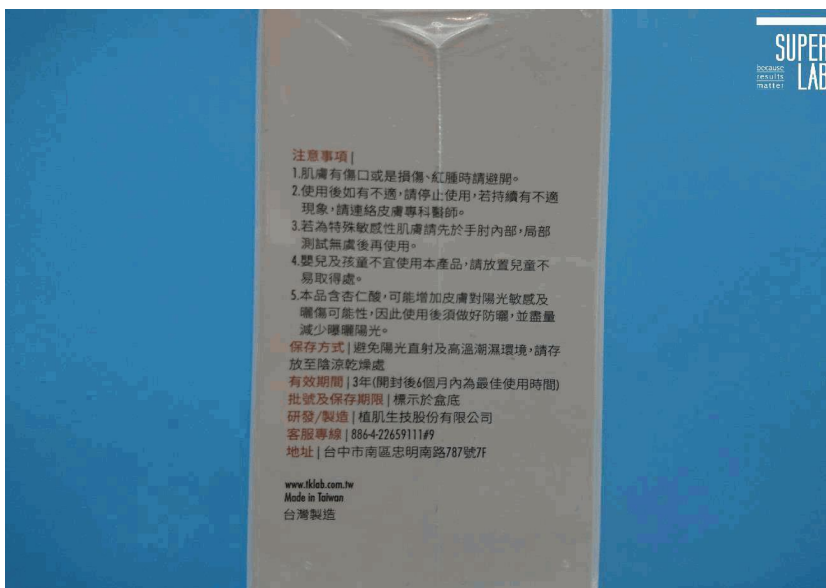 SUPER
LAB
because
results
matter
注意事項|
1.肌膚有傷口或是損傷、紅腫時請避開。
2.使用後如有不適,請停止使用,若持續有不適
現象,請連絡皮膚專科醫師。
3.若為特殊敏感性肌膚請先於手肘內部,局部
測試無虞後再使用。
4.嬰兒及孩童不宜使用本產品,請放置兒童不
易取得處。
5.本品含杏仁酸,可能增加皮膚對陽光敏感及
曬傷可能性,因此使用後須做好防曬,並盡量
減少曝曬陽光。
保存方式|避免陽光直射及高溫潮濕環境,請存
放至陰涼乾燥處
有效期間|3年(開封後6個月內為最佳使用時間)
批號及保存期限|標示於盒底
研發/製造|植肌生技股份有限公司
客服專線|886-4-22659111#9
地址|台中市南區忠明南路787號7F
www.tklab.com.tw
Made in Taiwan
台灣製造